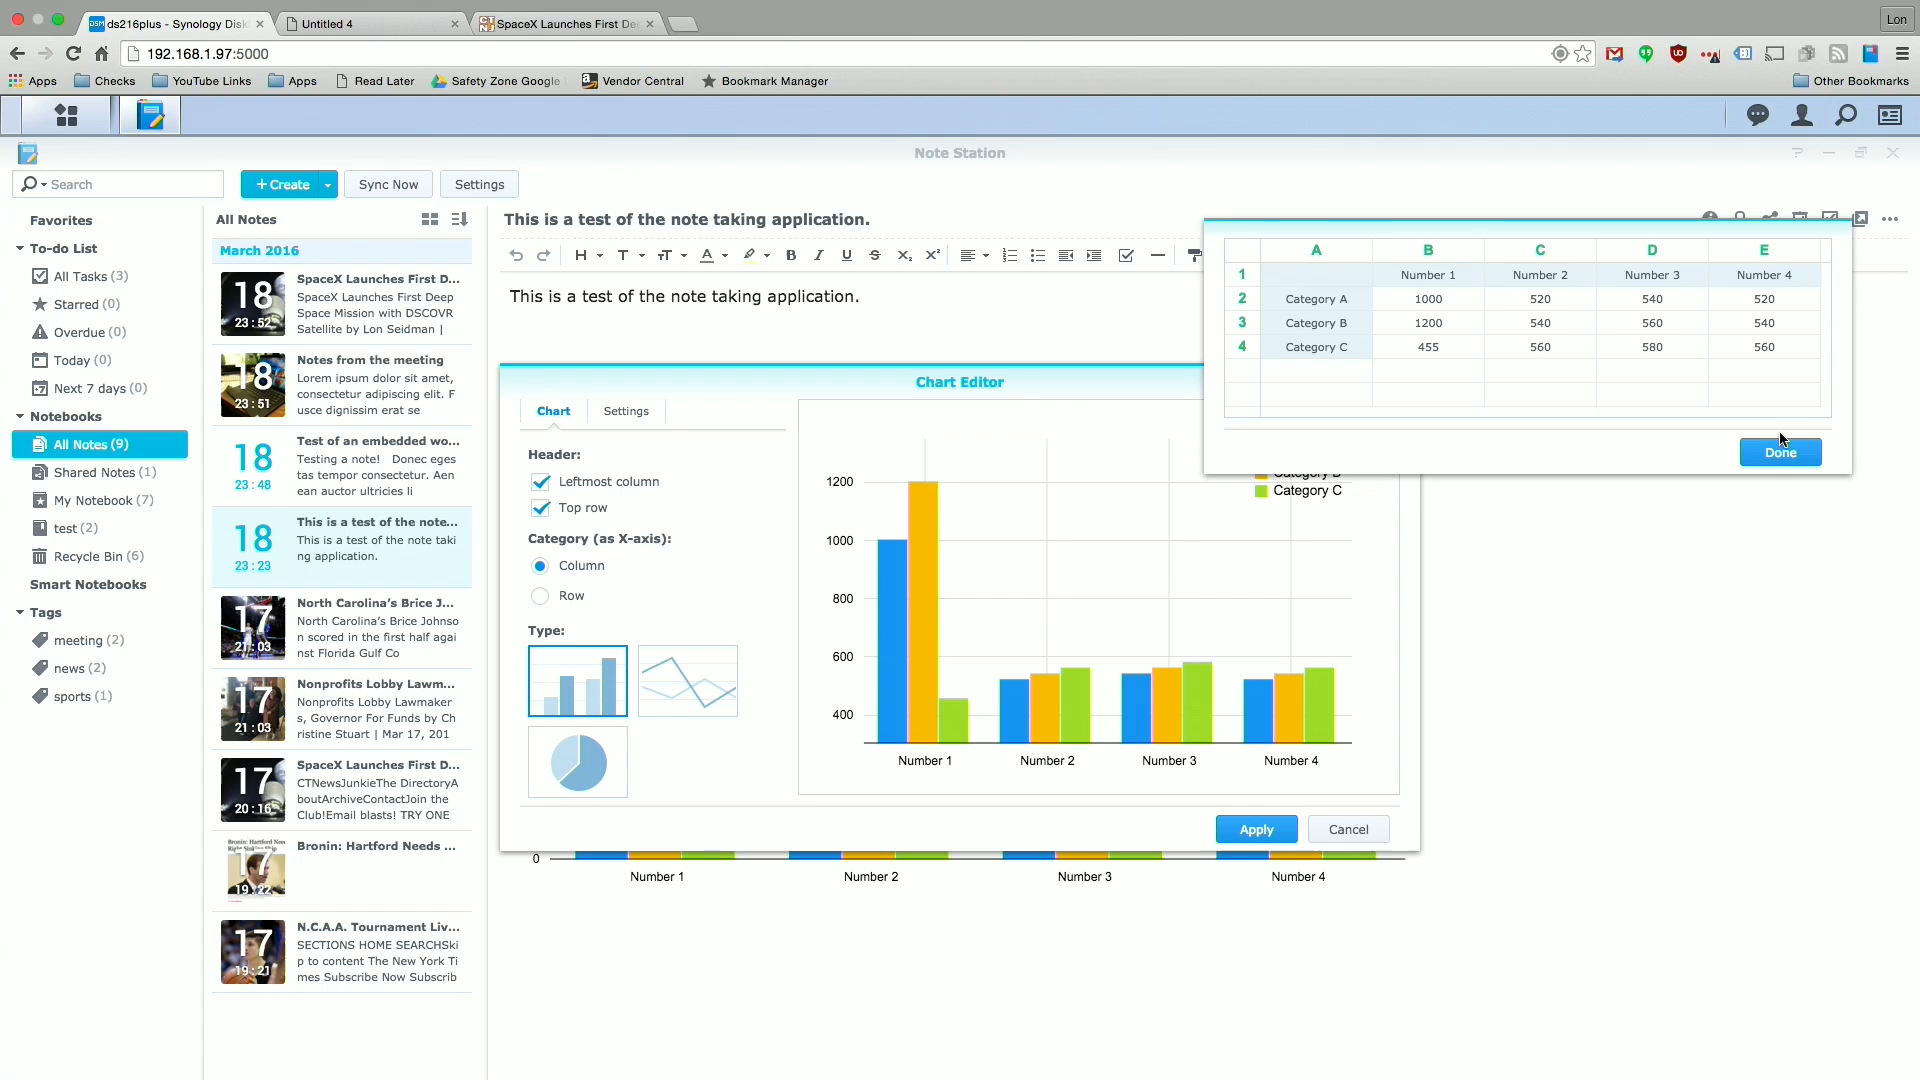 ds216plus - Synology Disk
Untitled 4
SpaceX Launches First De
Lon
192.168.1.97:5000
Apps
Checks
YouTube Links
Apps
Read Later
Safety Zone Google
Vendor Central
Bookmark Manager
Other Bookmarks
Note Station
Search
+ Create
Sync Now
Settings
Favorites
To-do List
All Tasks (3)
Starred (0)
Overdue (0)
Today (0)
Next 7 days (0)
Notebooks
All Notes (9)
Shared Notes (1)
My Notebook (7)
test (2)
Recycle Bin (6)
Smart Notebooks
Tags
meeting (2)
news (2)
sports (1)
All Notes
March 2016
18
23:52
SpaceX Launches First D...
SpaceX Launches First Deep
Space Mission with DSCOVR
Satellite by Lon Seidman |
18
23:51
Notes from the meeting
Lorem ipsum dolor sit amet,
consectetur adipiscing elit. F
usce dignissim erat se
18
23:48
Test of an embedded wo...
Testing a note! Donec eges
tas tempor consectetur. Aen
ean auctor ultricies li
18
23:23
This is a test of the note...
This is a test of the note taki
ng application.
17
21:03
North Carolina's Brice J...
North Carolina's Brice Johnso
n scored in the first half agai
nst Florida Gulf Co
17
21:03
Nonprofits Lobby Lawm...
Nonprofits Lobby Lawmaker
s, Governor For Funds by Ch
ristine Stuart | Mar 17, 201
17
20:16
SpaceX Launches First D...
CTNewsJunkieThe DirectoryA
boutArchiveContactJoin the
Club!Email blasts! TRY ONE
17
19:22
Bronin: Hartford Needs ...
17
19:21
N.C.A.A. Tournament Liv...
SECTIONS HOME SEARCHSki
p to content The New York Ti
mes Subscribe Now Subscrib
This is a test of the note taking application.
This is a test of the note taking application.
A B C D E
1 Number 1 Number 2 Number 3 Number 4
2 Category A 1000 520 540 520
3 Category B 1200 540 560 540
4 Category C 455 560 580 560
Done
Chart Editor
Chart
Settings
Header:
Leftmost column
Top row
Category (as X-axis):
Column
Row
Type:
Category C
1200
1000
800
600
400
Number 1 Number 2 Number 3 Number 4
Apply
Cancel
0
Number 1 Number 2 Number 3 Number 4